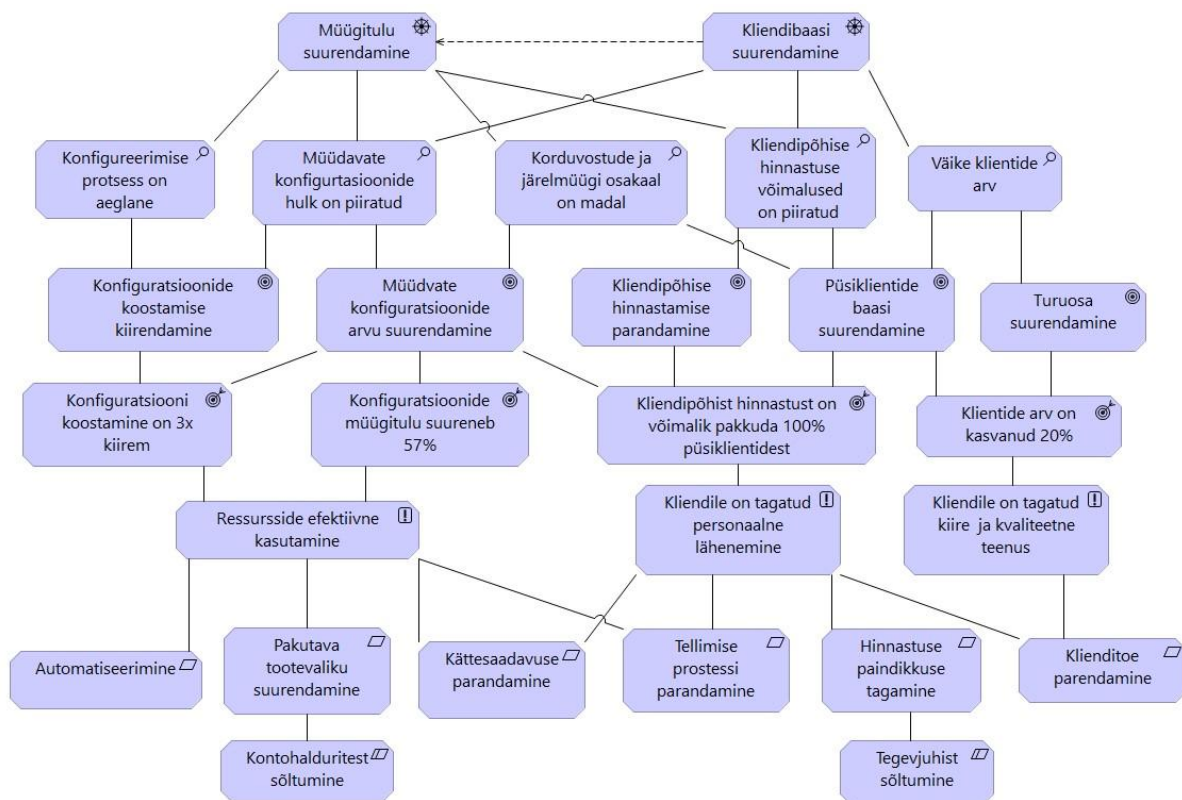 Müügitulu
suurendamine
Kliendibaasi
suurendamine
Konfigureerimise
protsess on
aeglane
Müüdavate
konfigurtasioonide
hulk on piiratud
Korduvostude ja
järelmüügi osakaal
on madal
Kliendipõhise
hinnastuse
võimalused
on piiratud
Väike klientide
arv
Konfiguratsioonide
koostamise
kiirendamine
Müüdvate
konfiguratsioonide
arvu suurendamine
Kliendipõhise
hinnastamise
parandamine
Püsiklientide
baasi
suurendamine
Turuosa
suurendamine
Konfiguratsiooni
koostamine on 3x
kiirem
Konfiguratsioonide
müügitulu suureneb
57%
Kliendipõhist hinnastust on
võimalik pakkuda 100%
püsiklientidest
Klientide arv on
kasvanud 20%
Ressursside efektiivne
kasutamine
Kliendile on tagatud
personaalne
lähenemine
Kliendile on tagatud
kiire ja kvaliteetne
teenus
Automatiseerimine
Pakutava
tootevaliku
suurendamine
Kättesaadavuse
parandamine
Tellimise
prostessi
parandamine
Hinnastuse
paindikkuse
tagamine
Klienditoe
parendamine
Kontohalduritest
sõltumine
Tegevjuhist
sõltumine